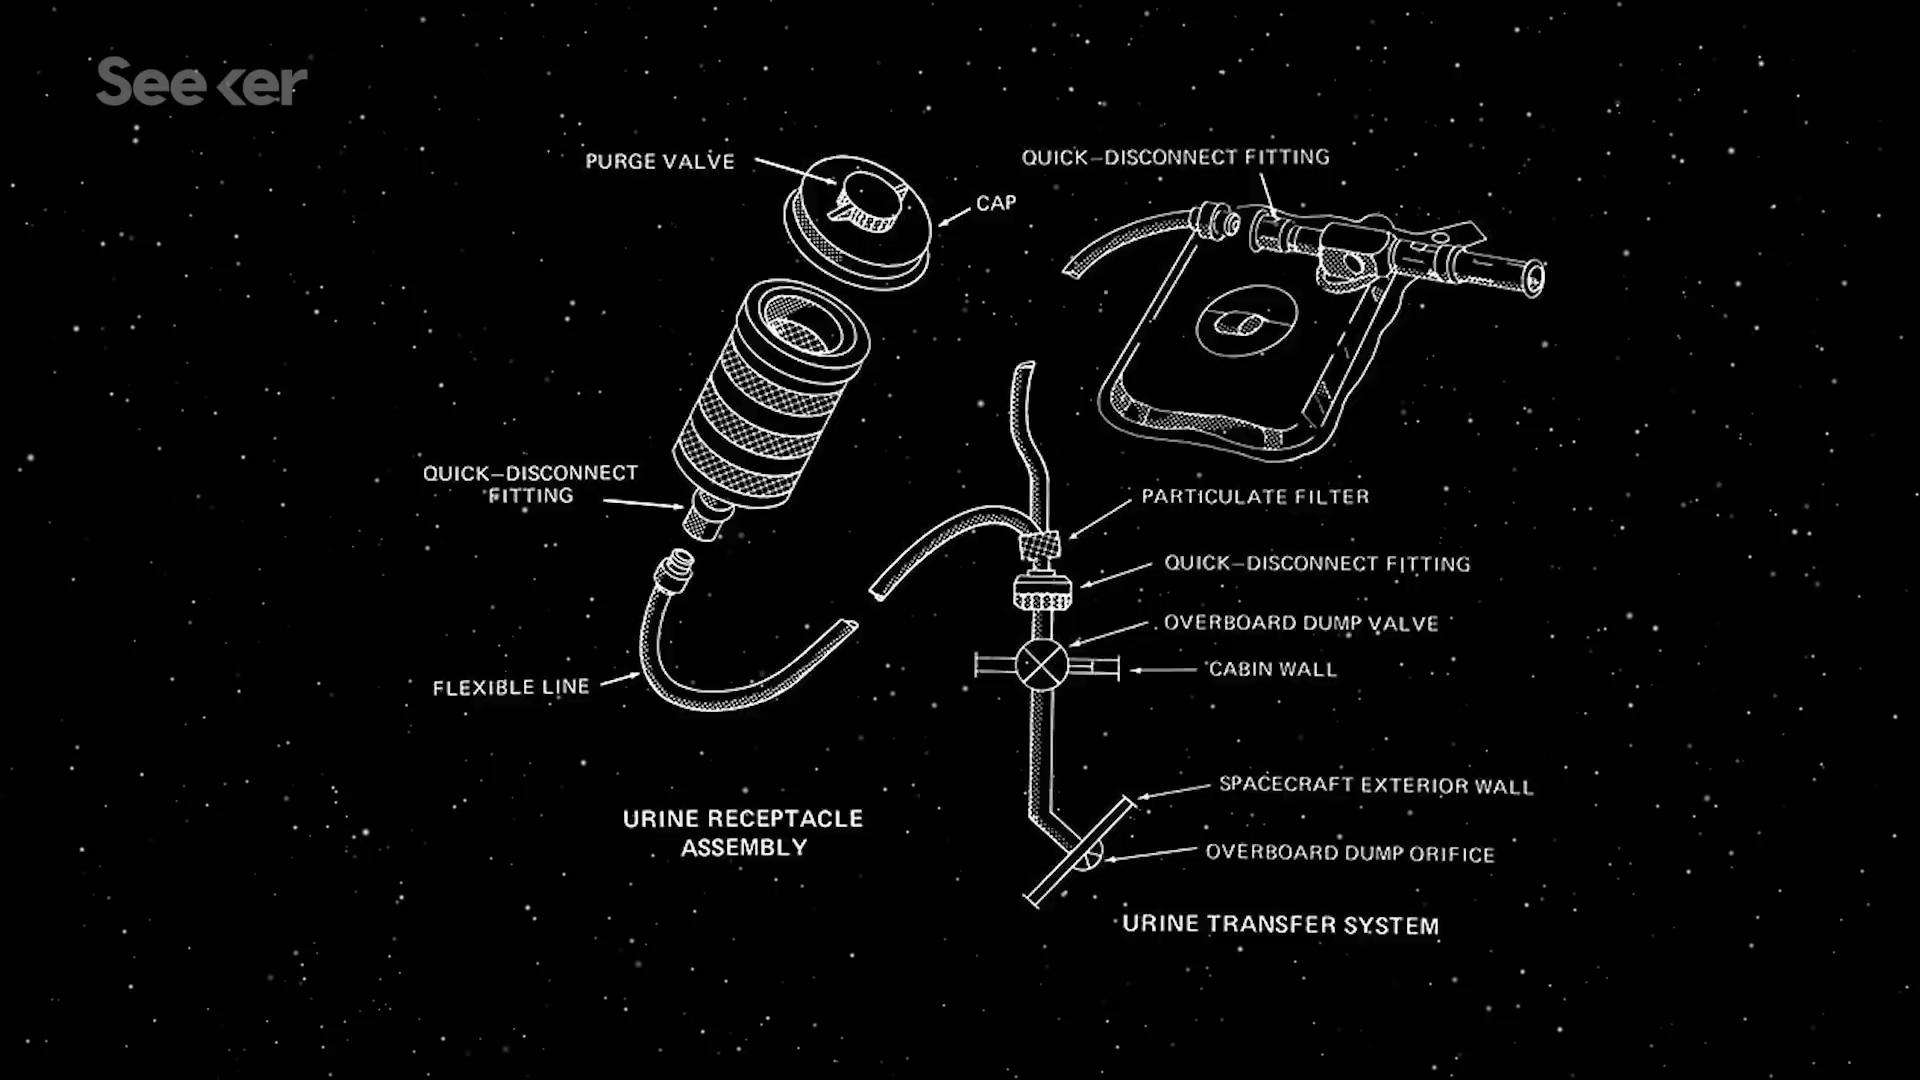 Seeker
PURGE VALVE
CAP
QUICK–DISCONNECT FITTING
QUICK–DISCONNECT
FITTING
PARTICULATE FILTER
QUICK–DISCONNECT FITTING
OVERBOARD DUMP VALVE
CABIN WALL
FLEXIBLE LINE
SPACECRAFT EXTERIOR WALL
URINE RECEPTACLE
ASSEMBLY
OVERBOARD DUMP ORIFICE
URINE TRANSFER SYSTEM